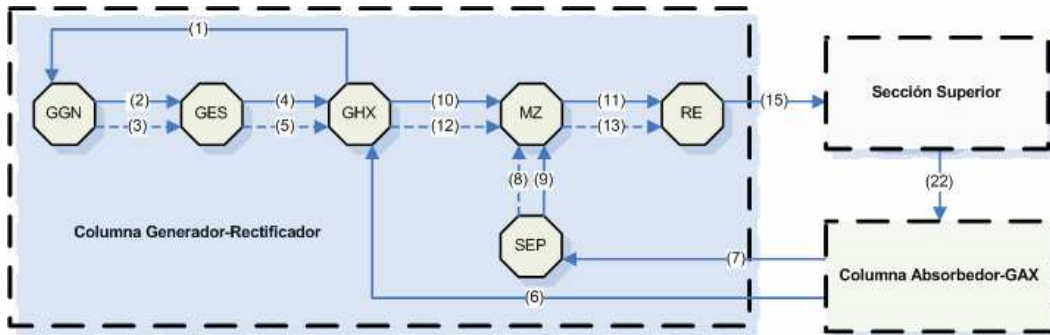 (1)
Sección Superior
GGN (2) GES (4) GHX (10) MZ (11) RE (15)
(3) (5) (12) (13)
(8) (9)
(22)
Columna Generador-Rectificador
SEP
(7)
Columna Absorbedor-GAX
(6)